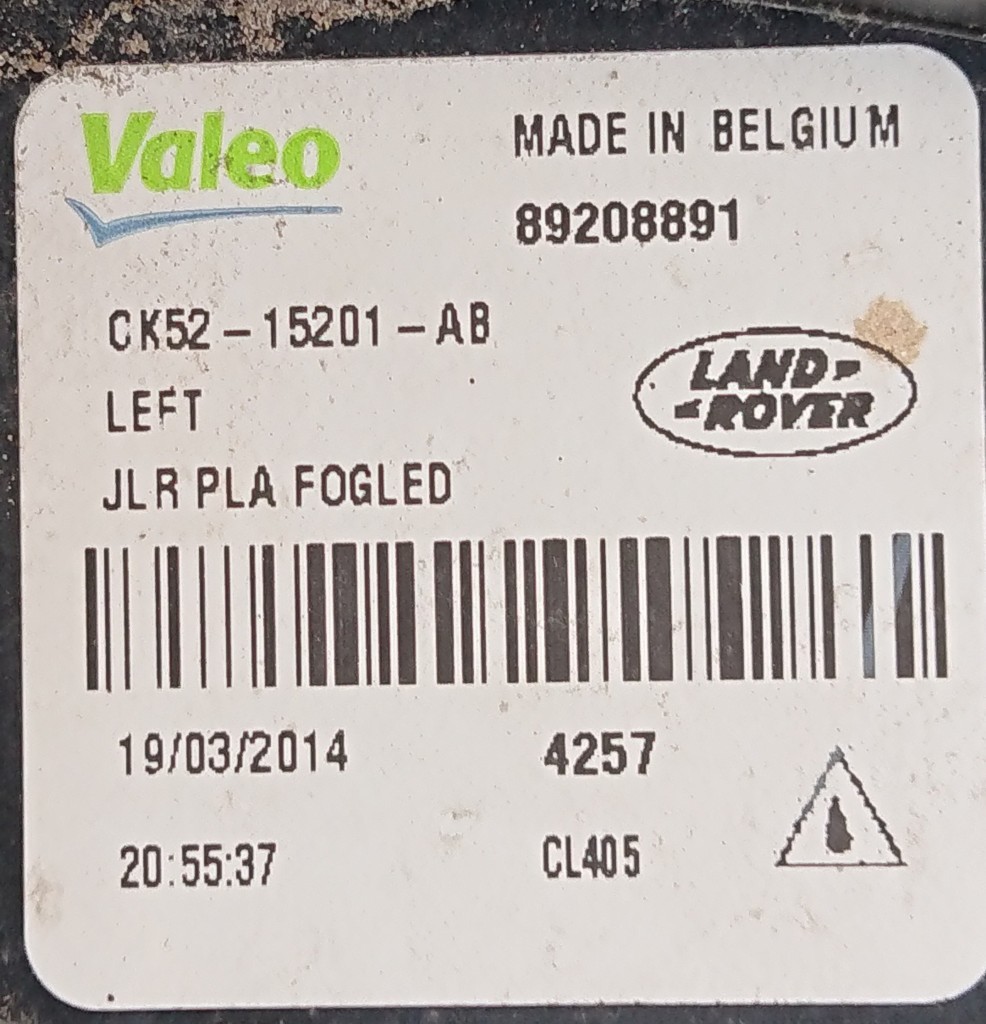 Valeo
MADE IN BELGIUM
89208891
CK52-15201-AB
LEFT
LAND-
-ROVER
JLR PLA FOGLED
19/03/2014
4257
20:55:37
CL405